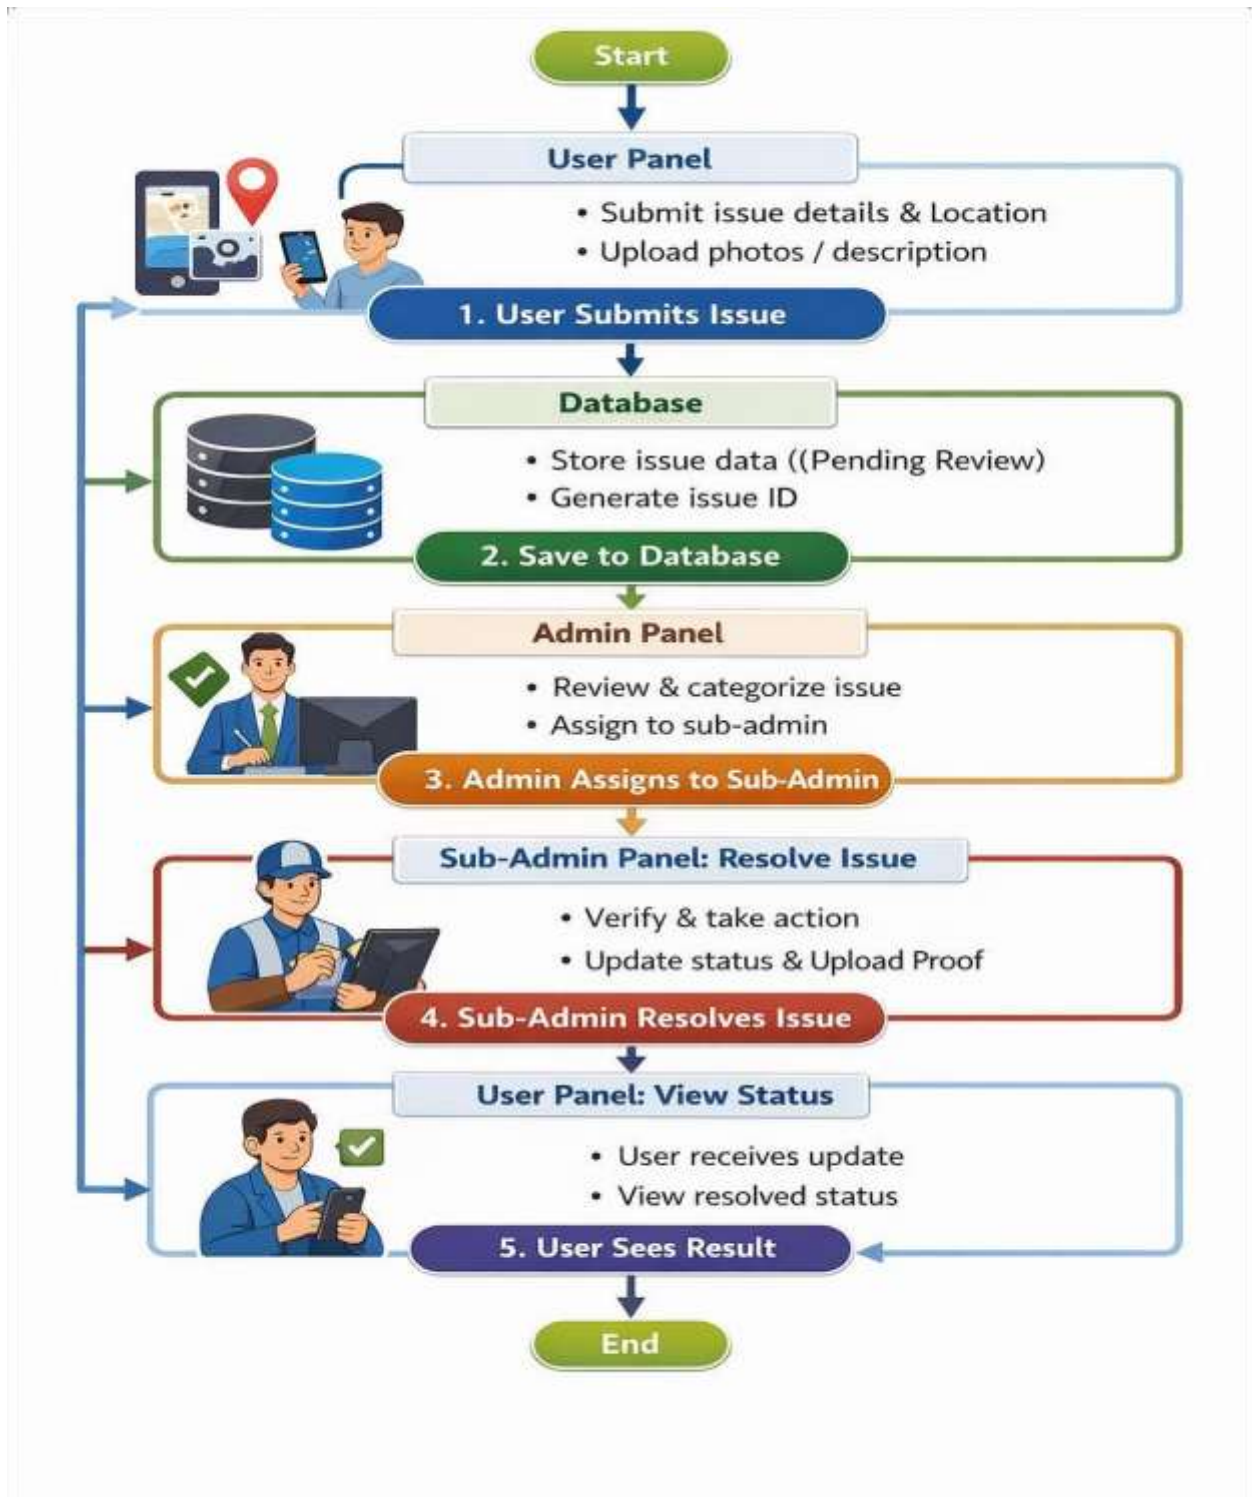 Start
User Panel
• Submit issue details & Location
• Upload photos / description
1. User Submits Issue
Database
• Store issue data ((Pending Review)
• Generate issue ID
2. Save to Database
Admin Panel
• Review & categorize issue
• Assign to sub-admin
3. Admin Assigns to Sub-Admin
Sub-Admin Panel: Resolve Issue
• Verify & take action
• Update status & Upload Proof
4. Sub-Admin Resolves Issue
User Panel: View Status
• User receives update
• View resolved status
5. User Sees Result
End